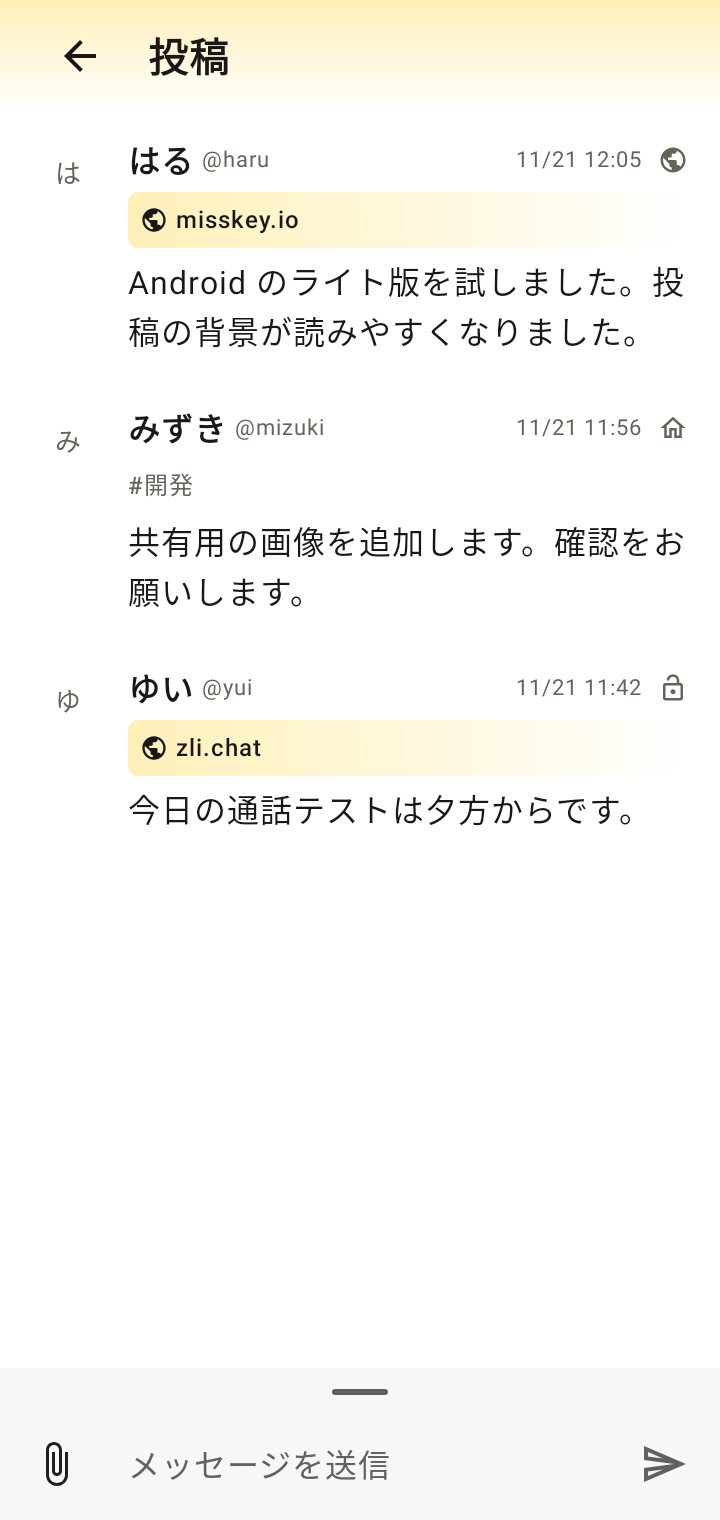 投稿
は
はる @haru 11/21 12:05
misskey.io
Android のライト版を試しました。投
稿の背景が読みやすくなりました。
み
みずき @mizuki 11/21 11:56
#開発
共有用の画像を追加します。確認をお
願いします。
ゆ
ゆい @yui 11/21 11:42
zli.chat
今日の通話テストは夕方からです。
メッセージを送信